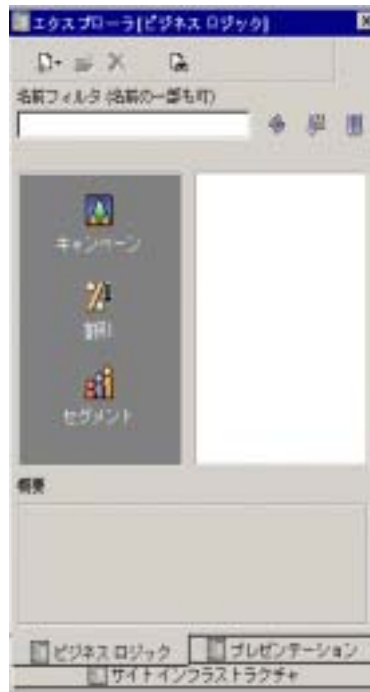 エクスプローラ[ビジネス ロジック]
名前フィルタ (名前の一部も可)
キャンペーン
割引
セグメント
概要
ビジネス ロジック
プレゼンテーション
サイト インフラストラクチャ